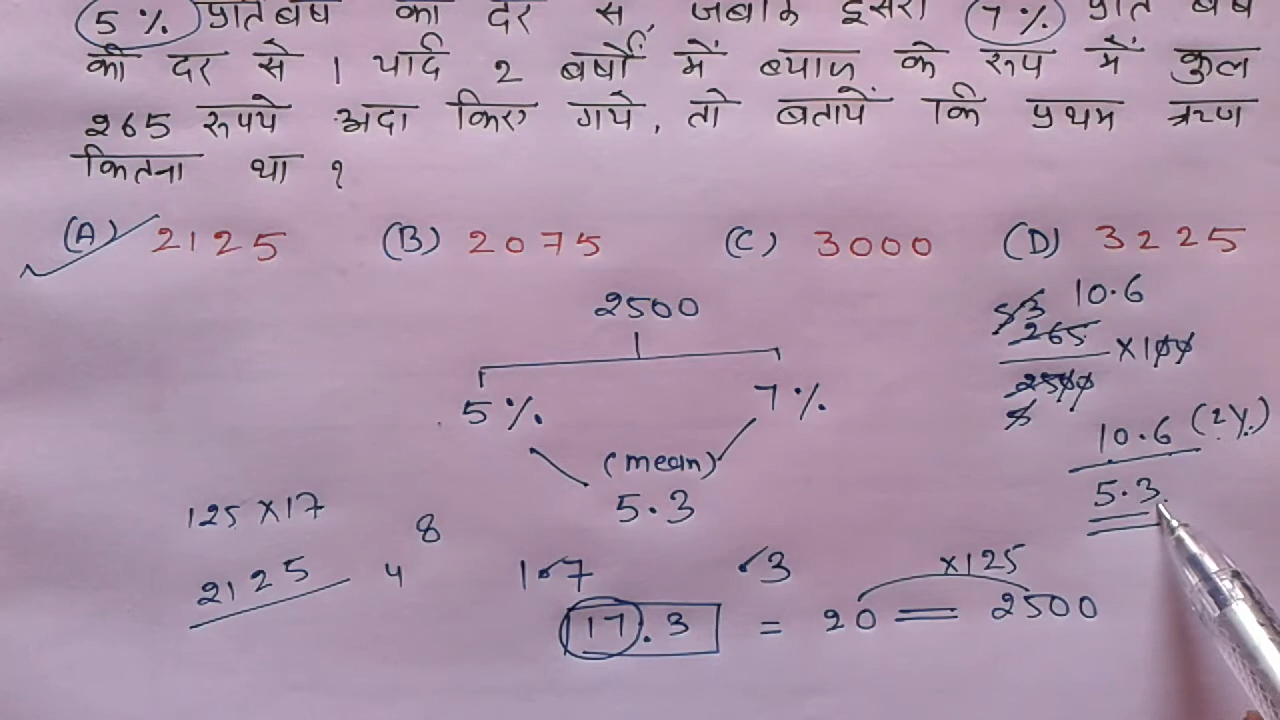 5% प्रतिवर्ष की दर से, जबकि दूसरा 7% प्रति वर्ष
की दर से । यदि 2 वर्षों में ब्याज के रूप में कुल
265 रूपये अदा किए गये, तो बतायें कि प्रथम ऋण
कितना था ?
(A) 2125 (B) 2075 (C) 3000 (D) 3225
2500
5% 7%
(mean)
5.3
53 10.6
265
×100
2500
5
10.6 (2y.)
5.3
125 × 17
2125
4 8
1.7 .3
17.3 = 20 = 2500
×125